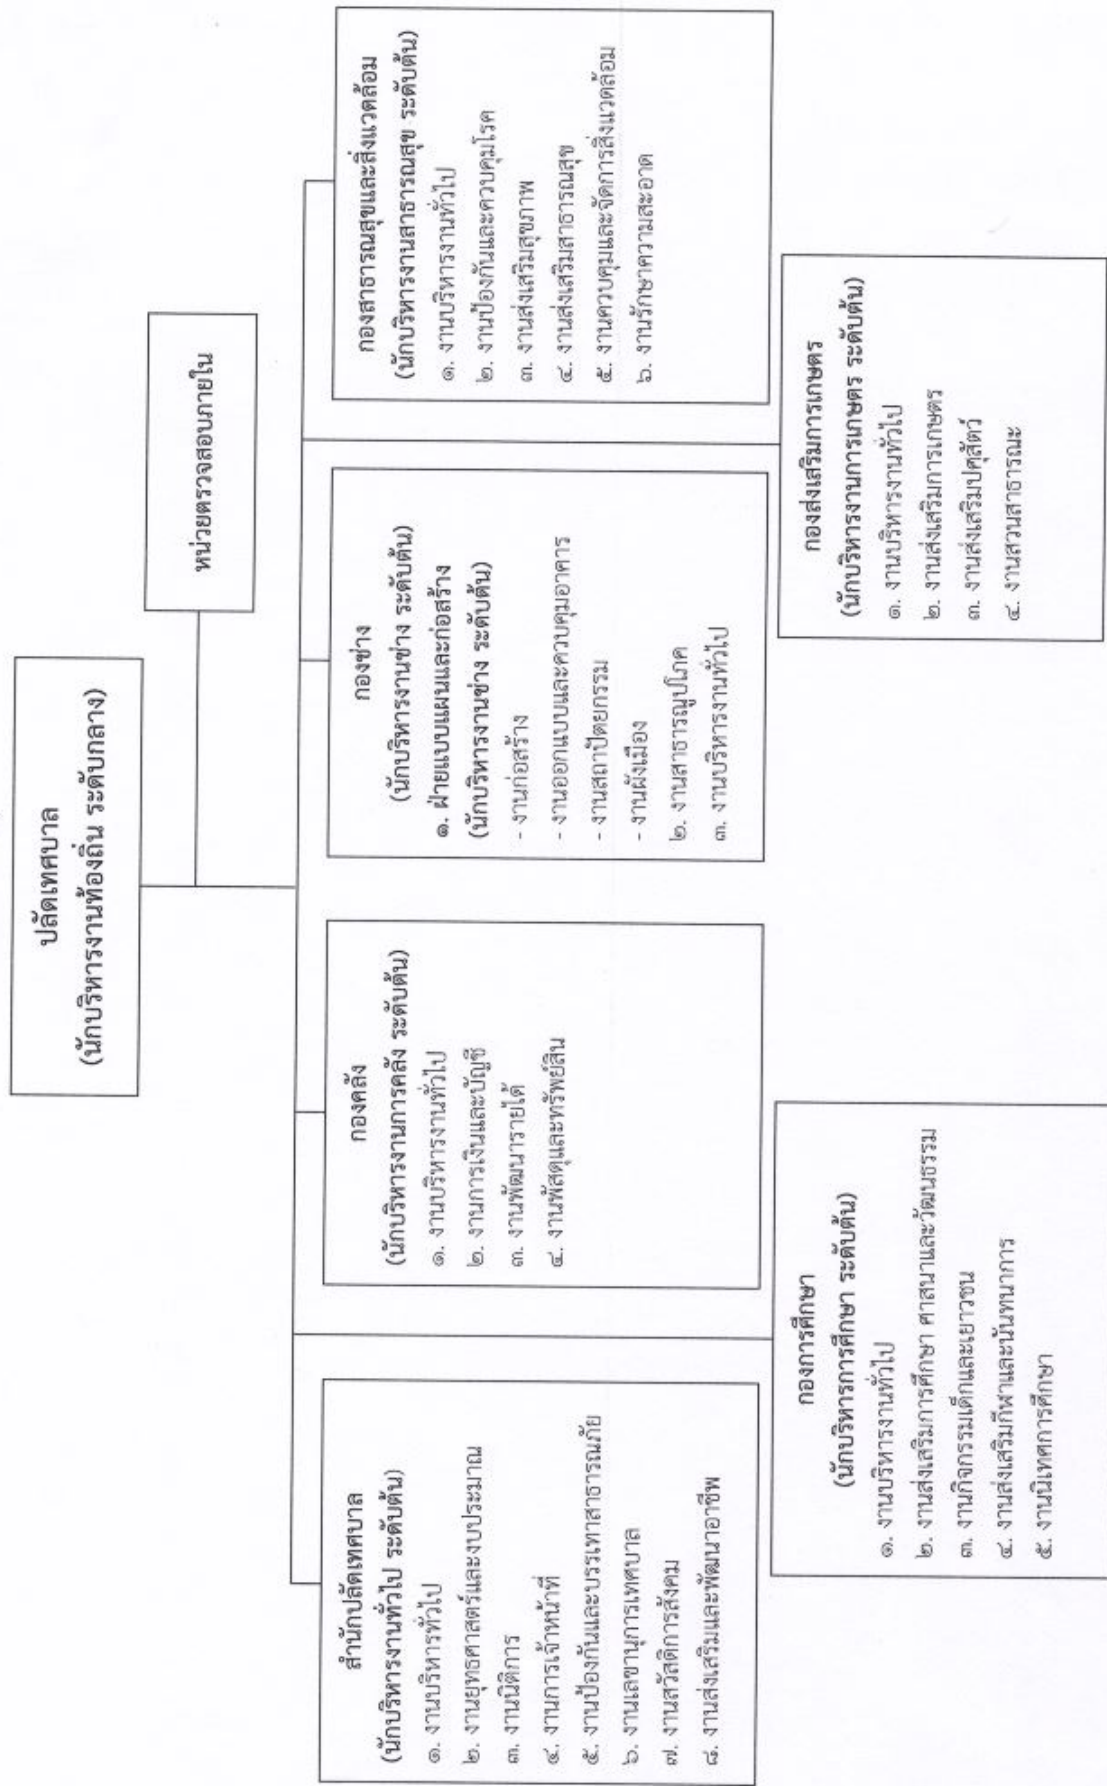 ปลัดเทศบาล
(นักบริหารงานท้องถิ่น ระดับกลาง)
หน่วยตรวจสอบภายใน
สำนักปลัดเทศบาล
(นักบริหารงานทั่วไป ระดับต้น)
๑. งานบริหารทั่วไป
๒. งานยุทธศาสตร์และงบประมาณ
๓. งานนิติการ
๔. งานการเจ้าหน้าที่
๕. งานป้องกันและบรรเทาสาธารณภัย
๖. งานเลขานุการเทศบาล
๗. งานสวัสดิการสังคม
๘. งานส่งเสริมและพัฒนาอาชีพ
กองคลัง
(นักบริหารงานการคลัง ระดับต้น)
๑. งานบริหารงานทั่วไป
๒. งานการเงินและบัญชี
๓. งานพัฒนารายได้
๔. งานพัสดุและทรัพย์สิน
กองช่าง
(นักบริหารงานช่าง ระดับต้น)
๑. ฝ่ายแบบแผนและก่อสร้าง
(นักบริหารงานช่าง ระดับต้น)
- งานก่อสร้าง
- งานออกแบบและควบคุมอาคาร
- งานสถาปัตยกรรม
- งานผังเมือง
๒. งานสาธารณูปโภค
๓. งานบริหารงานทั่วไป
กองสาธารณสุขและสิ่งแวดล้อม
(นักบริหารงานสาธารณสุข ระดับต้น)
๑. งานบริหารงานทั่วไป
๒. งานป้องกันและควบคุมโรค
๓. งานส่งเสริมสุขภาพ
๔. งานส่งเสริมสาธารณสุข
๕. งานควบคุมและจัดการสิ่งแวดล้อม
๖. งานรักษาความสะอาด
กองการศึกษา
(นักบริหารการศึกษา ระดับต้น)
๑. งานบริหารงานทั่วไป
๒. งานส่งเสริมการศึกษา ศาสนาและวัฒนธรรม
๓. งานกิจกรรมเด็กและเยาวชน
๔. งานส่งเสริมกีฬาและนันทนาการ
๕. งานนิเทศการศึกษา
กองส่งเสริมการเกษตร
(นักบริหารงานการเกษตร ระดับต้น)
๑. งานบริหารงานทั่วไป
๒. งานส่งเสริมการเกษตร
๓. งานส่งเสริมปศุสัตว์
๔. งานสวนสาธารณะ